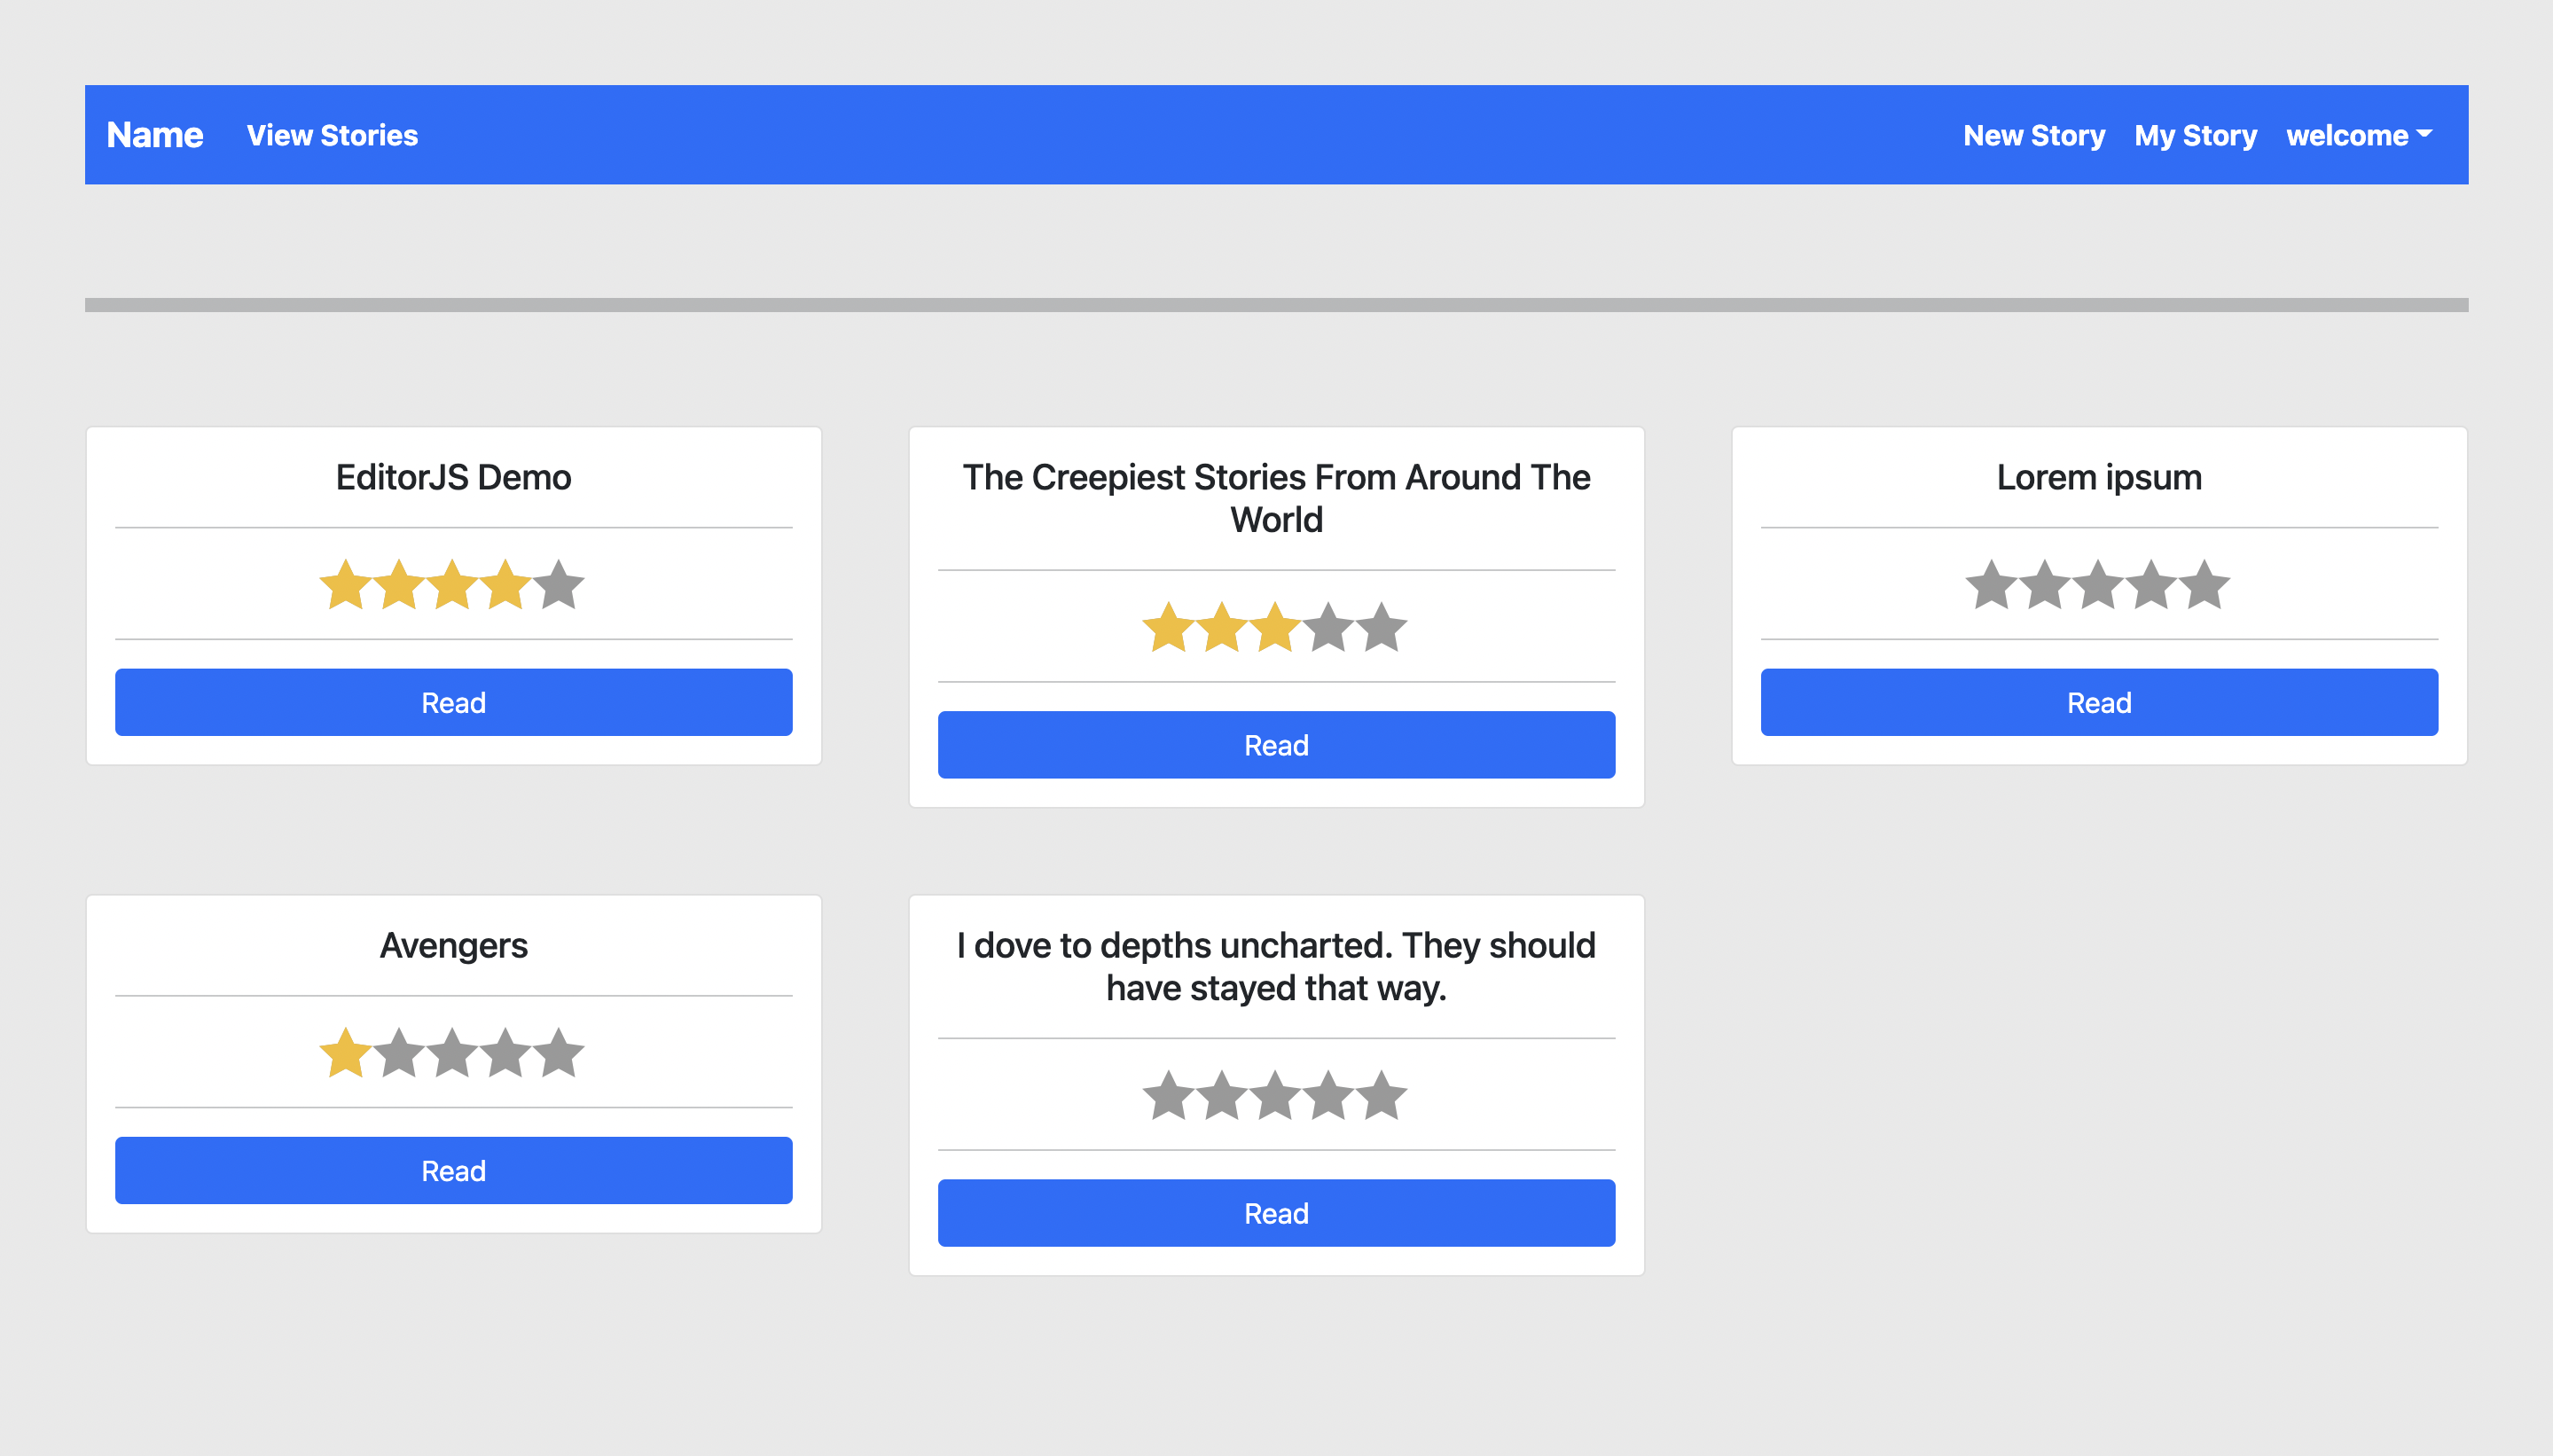 Name View Stories New Story My Story welcome
EditorJS Demo
Read
The Creepiest Stories From Around The
World
Read
Lorem ipsum
Read
Avengers
Read
I dove to depths uncharted. They should
have stayed that way.
Read